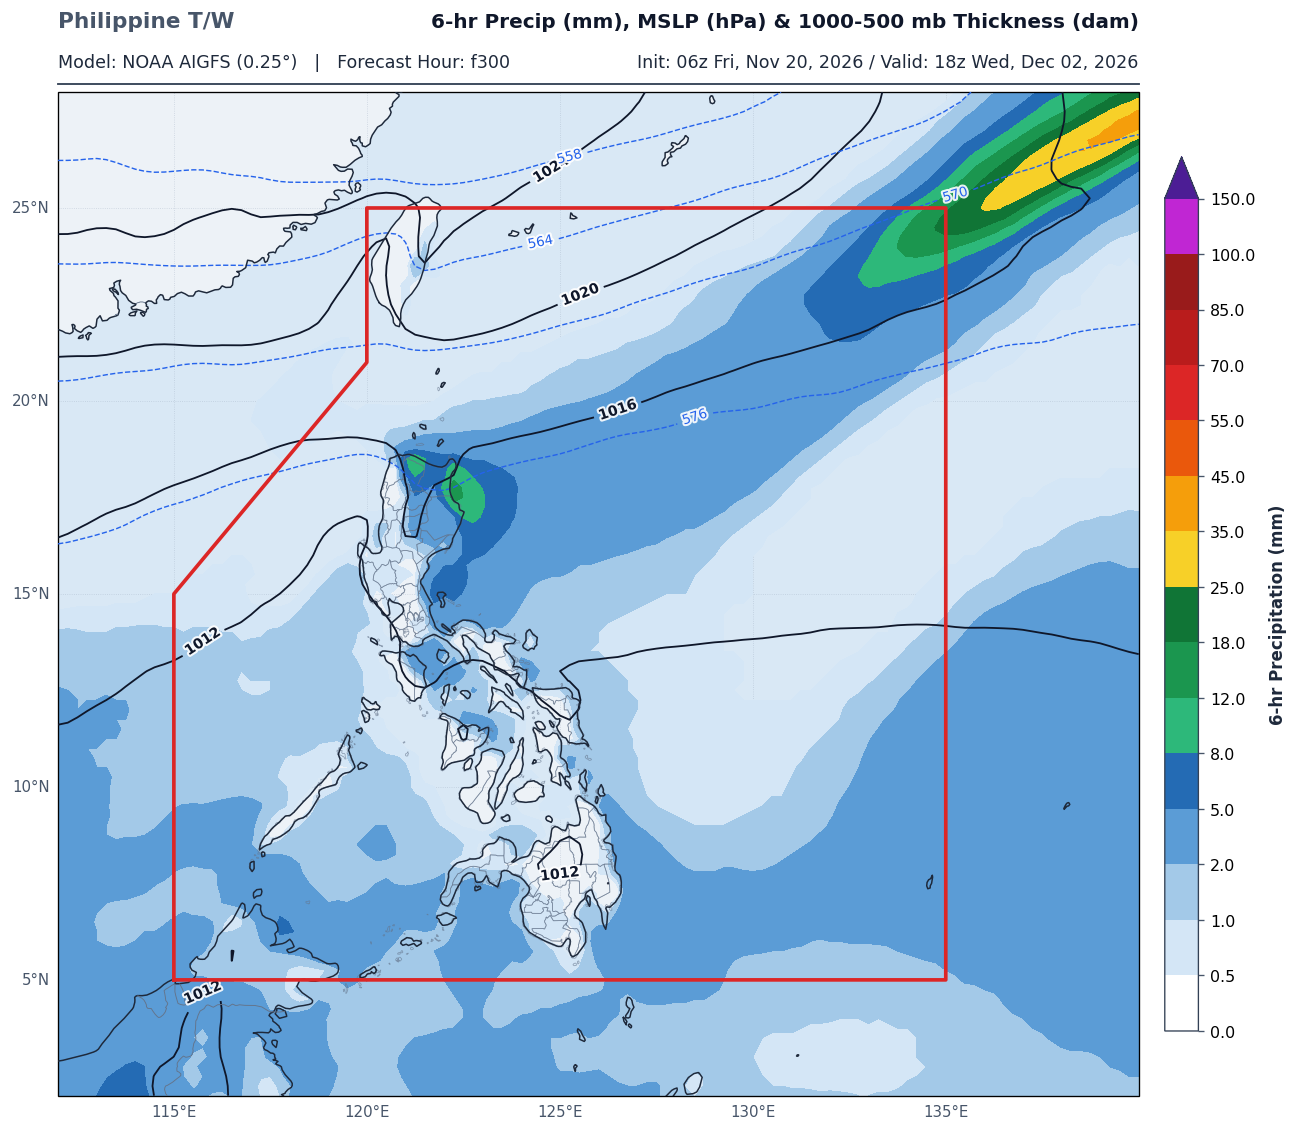 Philippine T/W
6-hr Precip (mm), MSLP (hPa) & 1000-500 mb Thickness (dam)
Model: NOAA AIGFS (0.25°) | Forecast Hour: f300
Init: 06z Fri, Nov 20, 2026 / Valid: 18z Wed, Dec 02, 2026
558
570
564
1020
1016
576
1012
1012
1012
25°N
20°N
15°N
10°N
5°N
115°E
120°E
125°E
130°E
135°E
150.0
100.0
85.0
70.0
55.0
45.0
35.0
25.0
18.0
12.0
8.0
5.0
2.0
1.0
0.5
0.0
6-hr Precipitation (mm)